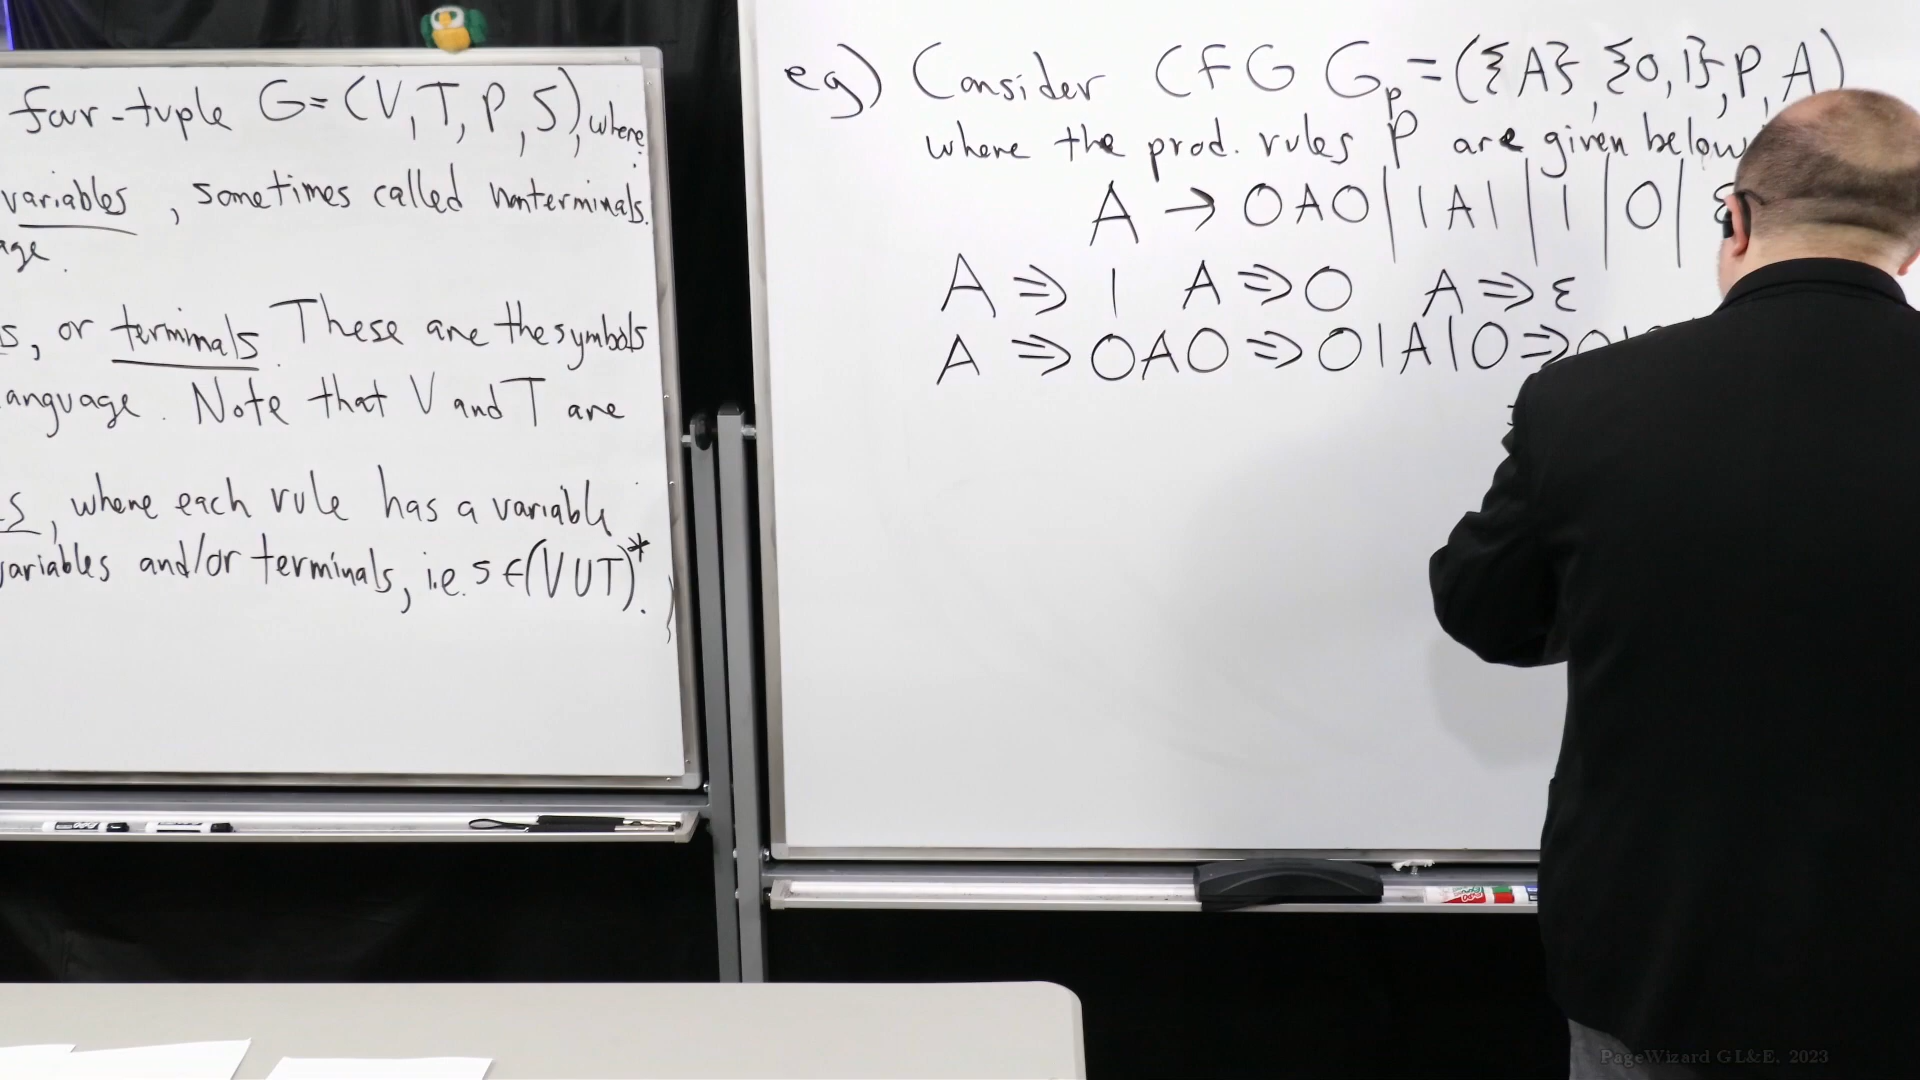 four-tuple G=(V,T,P,S), where
variables, sometimes called nonterminals.
s, or terminals. These are the symbols
anguage. Note that V and T are
S, where each rule has a variable
variables and/or terminals, i.e. s ∈ (V ∪ T)*.
eg) Consider CFG Gₚ = ({A}, {0,1}, P, A)
where the prod. rules P are given below
A → 0A0 | 1A1 | 1 | 0 | ε
A ⇒ 1 A ⇒ 0 A ⇒ ε
A ⇒ 0A0 ⇒ 01A10 ⇒ 01
PageWizard GL&E, 2023